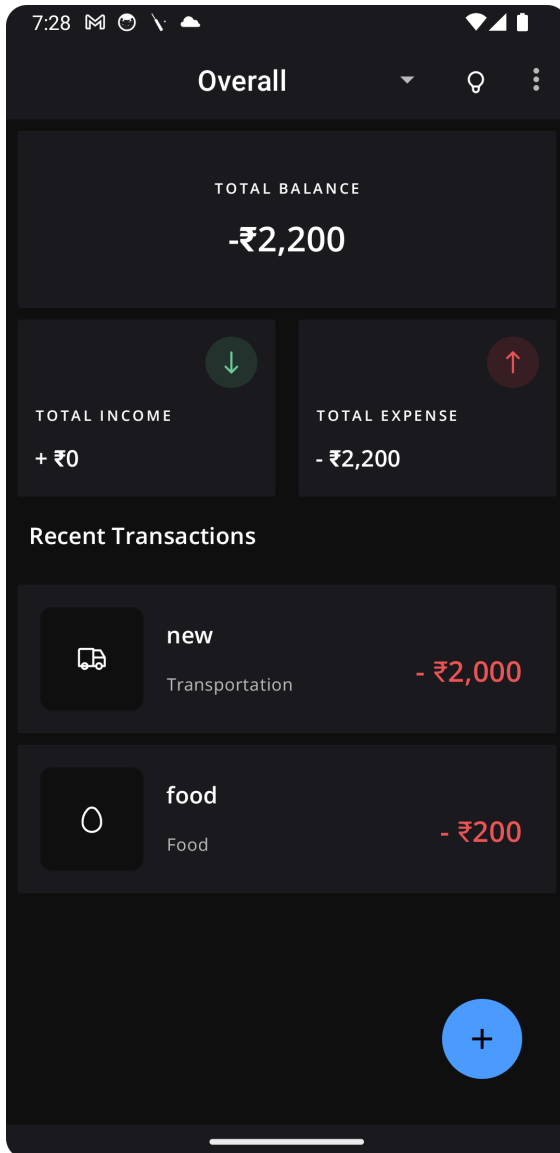 7:28
Overall
TOTAL BALANCE
-₹2,200
TOTAL INCOME
+ ₹0
TOTAL EXPENSE
- ₹2,200
Recent Transactions
new
Transportation
- ₹2,000
food
Food
- ₹200